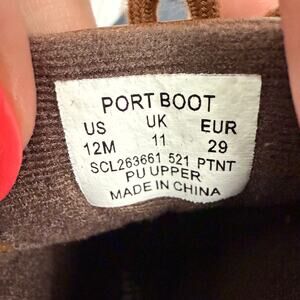 PORT BOOT
US UK EUR
12M 11 29
SCL263661 521 PTNT
PU UPPER
MADE IN CHINA